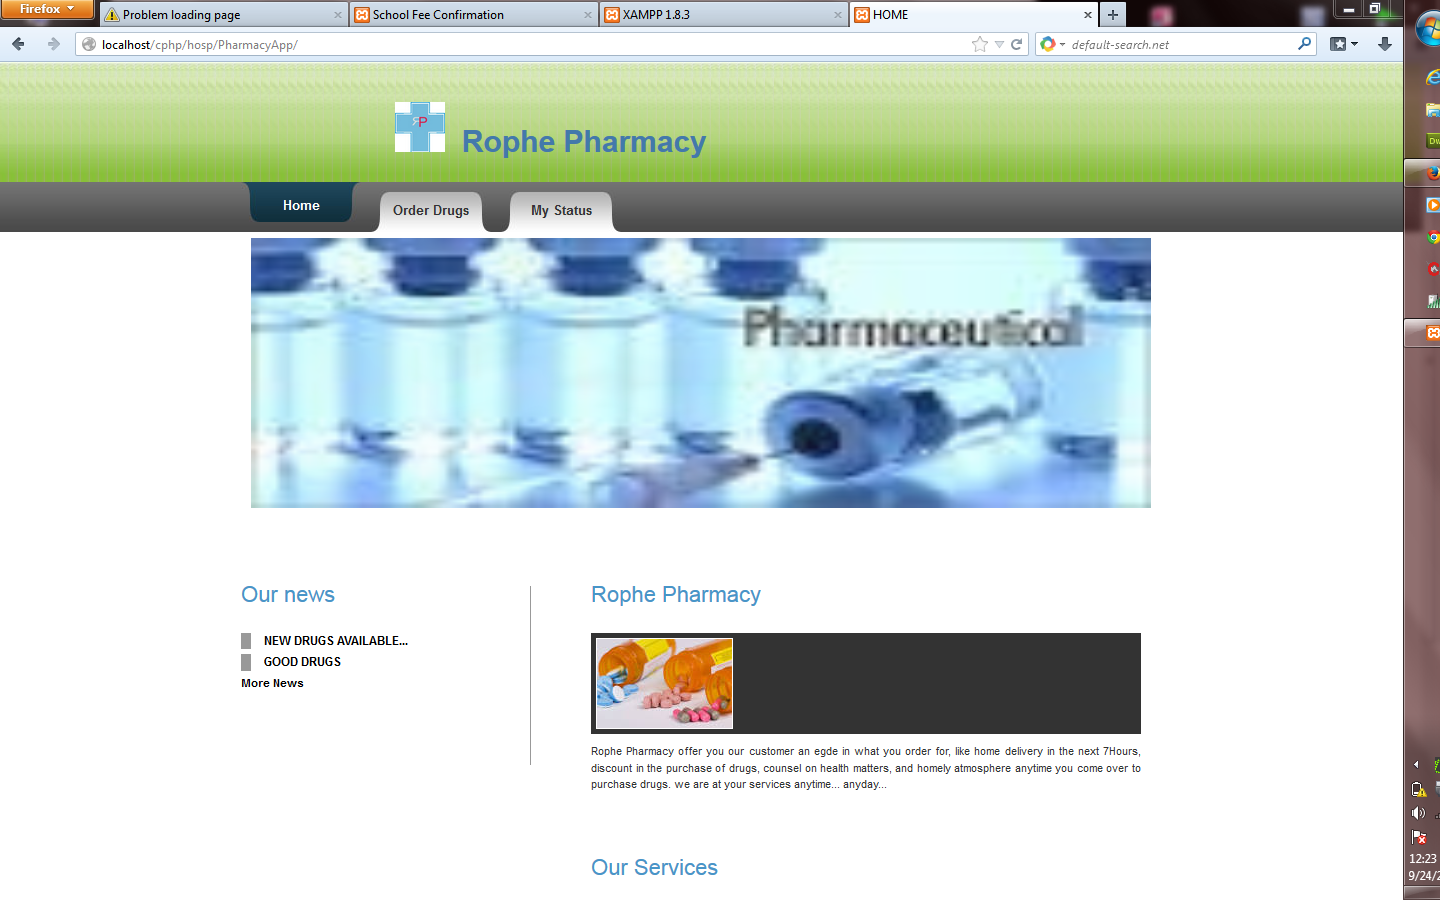 Firefox
Problem loading page
School Fee Confirmation
XAMPP 1.8.3
HOME
localhost/cphp/hosp/PharmacyApp/
default-search.net
RP
Rophe Pharmacy
Home
Order Drugs
My Status
Pharmaceutical
Our news
NEW DRUGS AVAILABLE...
GOOD DRUGS
More News
Rophe Pharmacy
Rophe Pharmacy offer you our customer an egde in what you order for, like home delivery in the next 7Hours,
discount in the purchase of drugs, counsel on health matters, and homely atmosphere anytime you come over to
purchase drugs. we are at your services anytime... anyday...
Our Services
Dw
12:23
9/24/2